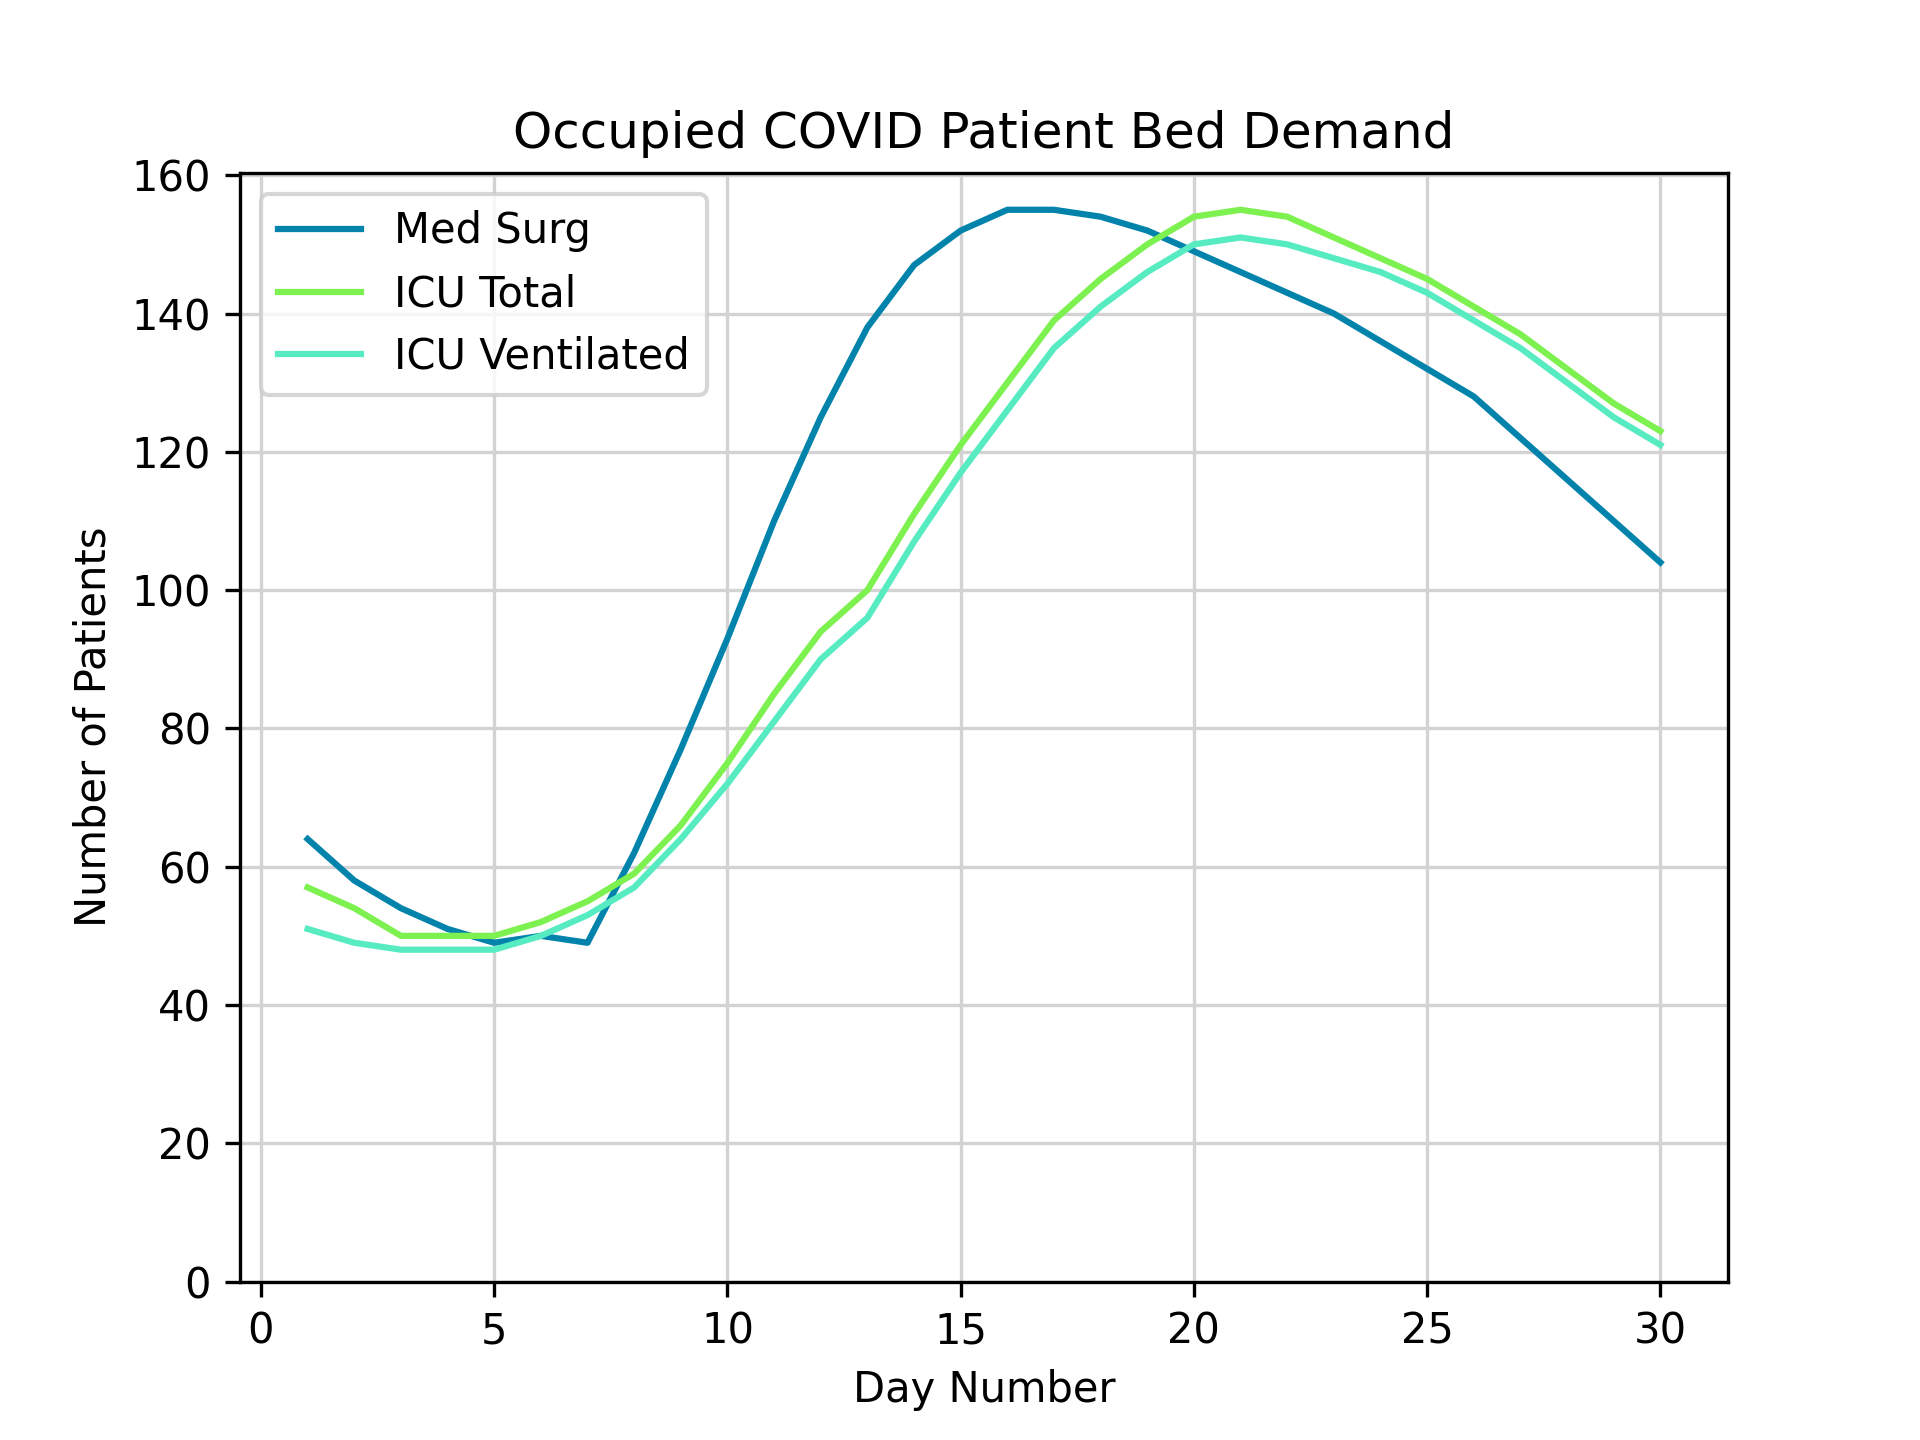 Occupied COVID Patient Bed Demand
Med Surg
ICU Total
ICU Ventilated
160
140
120
100
80
60
40
20
0
Number of Patients
0 5 10 15 20 25 30
Day Number